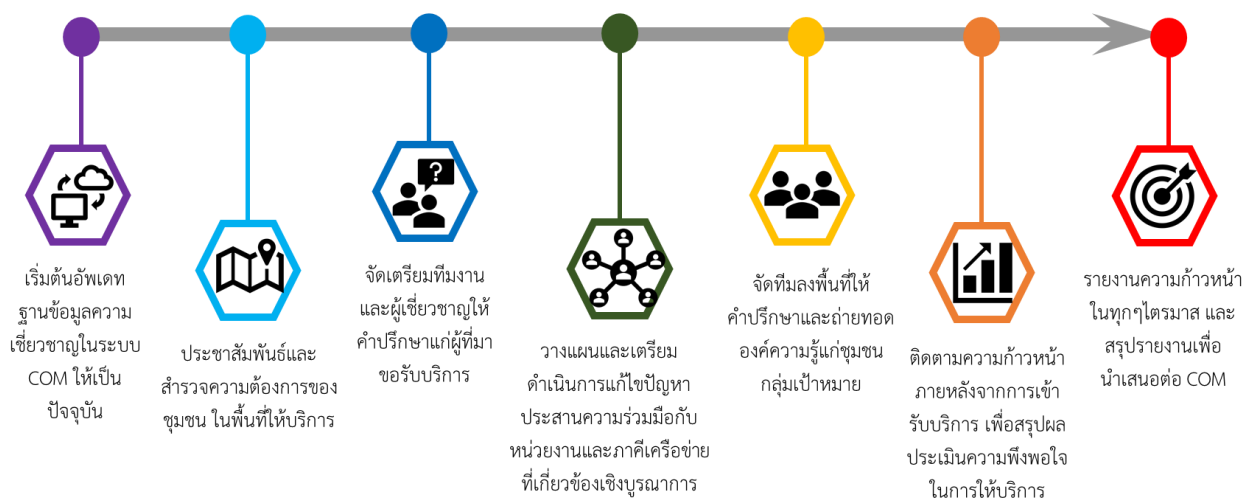 เริ่มต้นอัพเดท
ฐานข้อมูลความ
เชี่ยวชาญในระบบ
COM ให้เป็น
ปัจจุบัน
ประชาสัมพันธ์และ
สำรวจความต้องการของ
ชุมชน ในพื้นที่ให้บริการ
?
จัดเตรียมทีมงาน
และผู้เชี่ยวชาญให้
คำปรึกษาแก่ผู้ที่มา
ขอรับบริการ
วางแผนและเตรียม
ดำเนินการแก้ไขปัญหา
ประสานความร่วมมือกับ
หน่วยงานและภาคีเครือข่าย
ที่เกี่ยวข้องเชิงบูรณาการ
จัดทีมลงพื้นที่ให้
คำปรึกษาและถ่ายทอด
องค์ความรู้แก่ชุมชน
กลุ่มเป้าหมาย
ติดตามความก้าวหน้า
ภายหลังจากการเข้า
รับบริการ เพื่อสรุปผล
ประเมินความพึงพอใจ
ในการให้บริการ
รายงานความก้าวหน้า
ในทุกๆไตรมาส และ
สรุปรายงานเพื่อ
นำเสนอต่อ COM